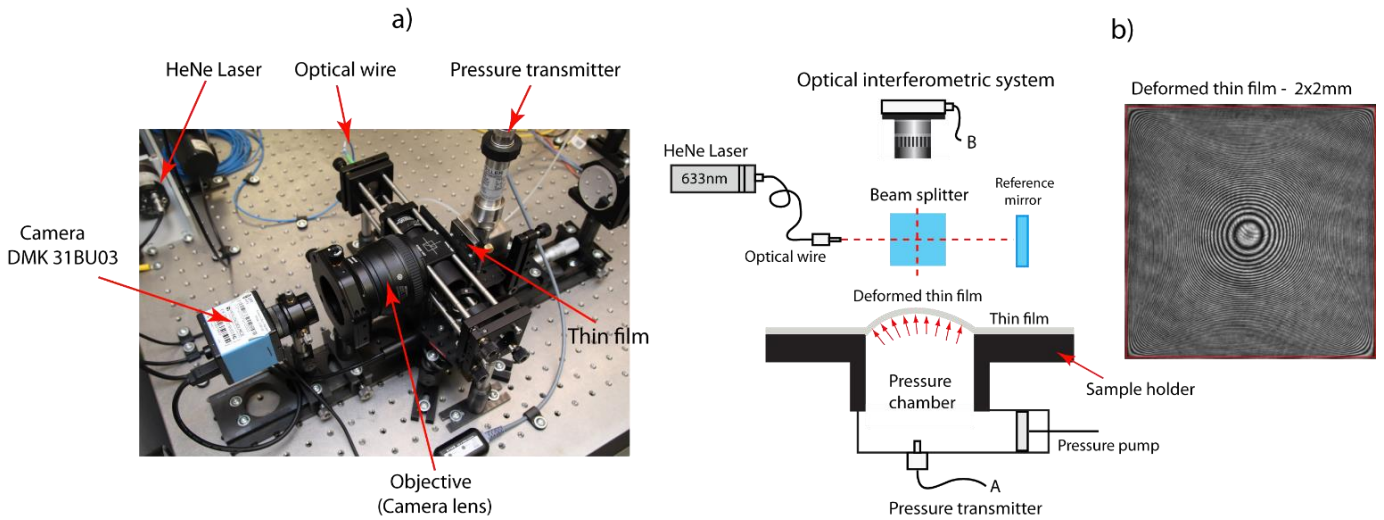 a)
HeNe Laser
Optical wire
Pressure transmitter
Camera
DMK 31BU03
Thin film
Objective
(Camera lens)
b)
Optical interferometric system
Deformed thin film - 2x2mm
B
HeNe Laser
633nm
Beam splitter
Reference
mirror
Optical wire
Deformed thin film
Thin film
Pressure
chamber
Sample holder
Pressure pump
A
Pressure transmitter